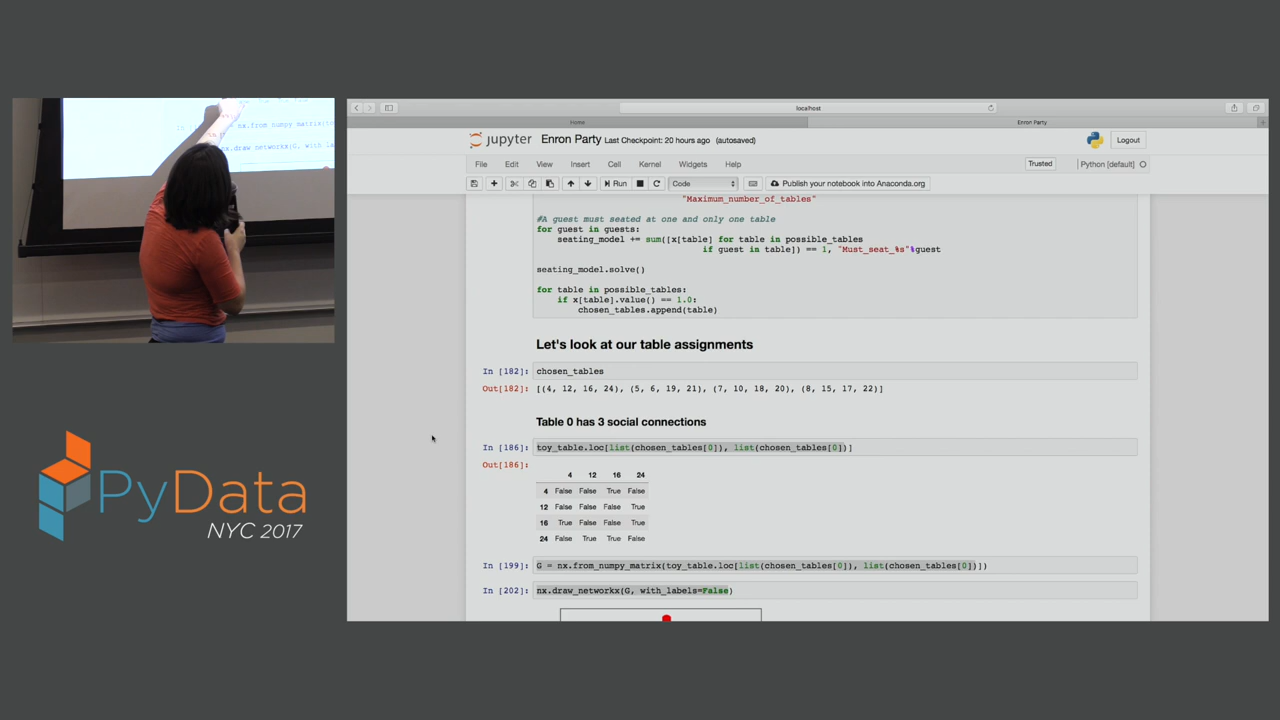 = nx.from_numpy_matrix(to
nx.draw_networkx(G, with_la
PyData
NYC 2017
localhost
Home
Enron Party
jupyter Enron Party Last Checkpoint: 20 hours ago (autosaved)
Logout
File Edit View Insert Cell Kernel Widgets Help
Trusted
Python [default]
Run
Code
Publish your notebook into Anaconda.org
"Maximum_number_of_tables"
#A guest must seated at one and only one table
for guest in guests:
seating_model += sum([x[table] for table in possible_tables
if guest in table]) == 1, "Must_seat_%s"%guest
seating_model.solve()
for table in possible_tables:
if x[table].value() == 1.0:
chosen_tables.append(table)
Let's look at our table assignments
In [182]: chosen_tables
Out[182]: [(4, 12, 16, 24), (5, 6, 19, 21), (7, 10, 18, 20), (8, 15, 17, 22)]
Table 0 has 3 social connections
In [186]: toy_table.loc[list(chosen_tables[0]), list(chosen_tables[0])]
Out[186]:
4 12 16 24
4 False False True False
12 False False False True
16 True False False True
24 False True True False
In [199]: G = nx.from_numpy_matrix(toy_table.loc[list(chosen_tables[0]), list(chosen_tables[0])])
In [202]: nx.draw_networkx(G, with_labels=False)